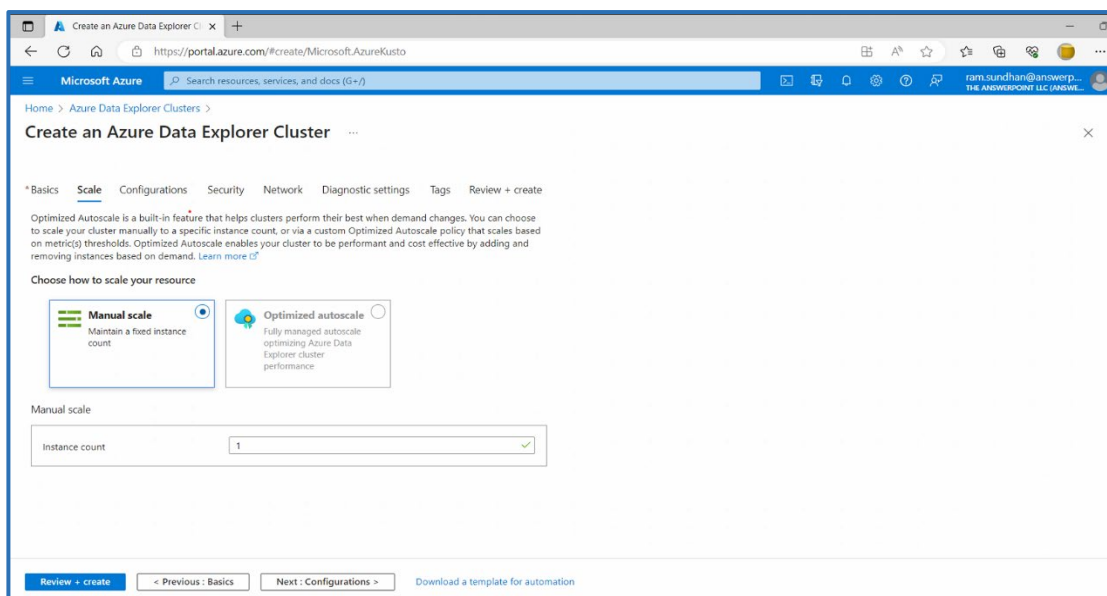 Create an Azure Data Explorer Cl
https://portal.azure.com/#create/Microsoft.AzureKusto
Microsoft Azure
Search resources, services, and docs (G+/)
ram.sundhan@answerp...
THE ANSWERPOINT LLC (ANSWE...
Home > Azure Data Explorer Clusters >
Create an Azure Data Explorer Cluster ...
*Basics Scale Configurations Security Network Diagnostic settings Tags Review + create
Optimized Autoscale is a built-in feature that helps clusters perform their best when demand changes. You can choose
to scale your cluster manually to a specific instance count, or via a custom Optimized Autoscale policy that scales based
on metric(s) thresholds. Optimized Autoscale enables your cluster to be performant and cost effective by adding and
removing instances based on demand. Learn more
Choose how to scale your resource
Manual scale
Maintain a fixed instance
count
Optimized autoscale
Fully managed autoscale
optimizing Azure Data
Explorer cluster
performance
Manual scale
Instance count 1
Review + create < Previous : Basics Next : Configurations > Download a template for automation